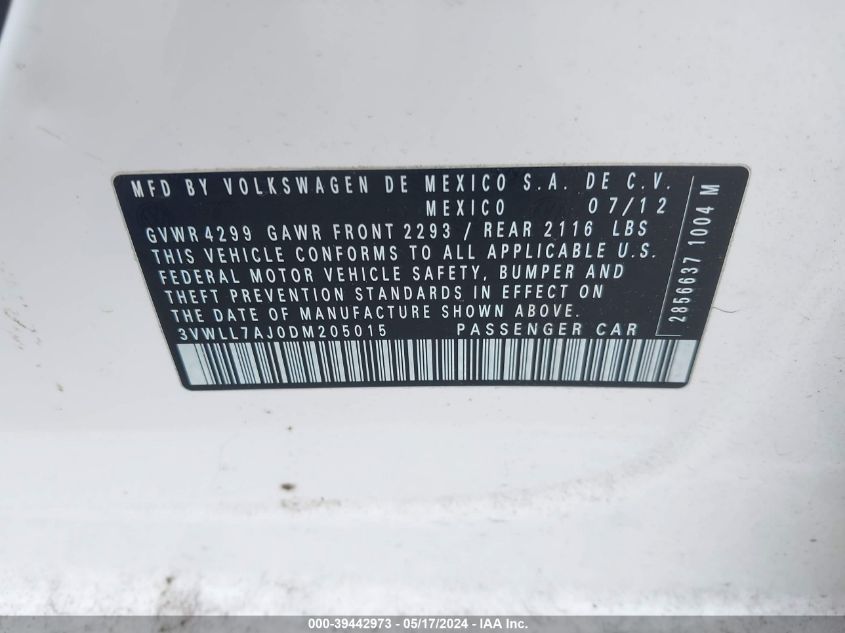 MFD BY VOLKSWAGEN DE MEXICO S.A. DE C.V.
MEXICO 07/12
GVWR 4299 GAWR FRONT 2293 / REAR 2116 LBS
THIS VEHICLE CONFORMS TO ALL APPLICABLE U.S.
FEDERAL MOTOR VEHICLE SAFETY, BUMPER AND
THEFT PREVENTION STANDARDS IN EFFECT ON
THE DATE OF MANUFACTURE SHOWN ABOVE.
3VWLL7AJ0DM205015 PASSENGER CAR
2856637 1004 M
000-39442973 - 05/17/2024 - IAA Inc.